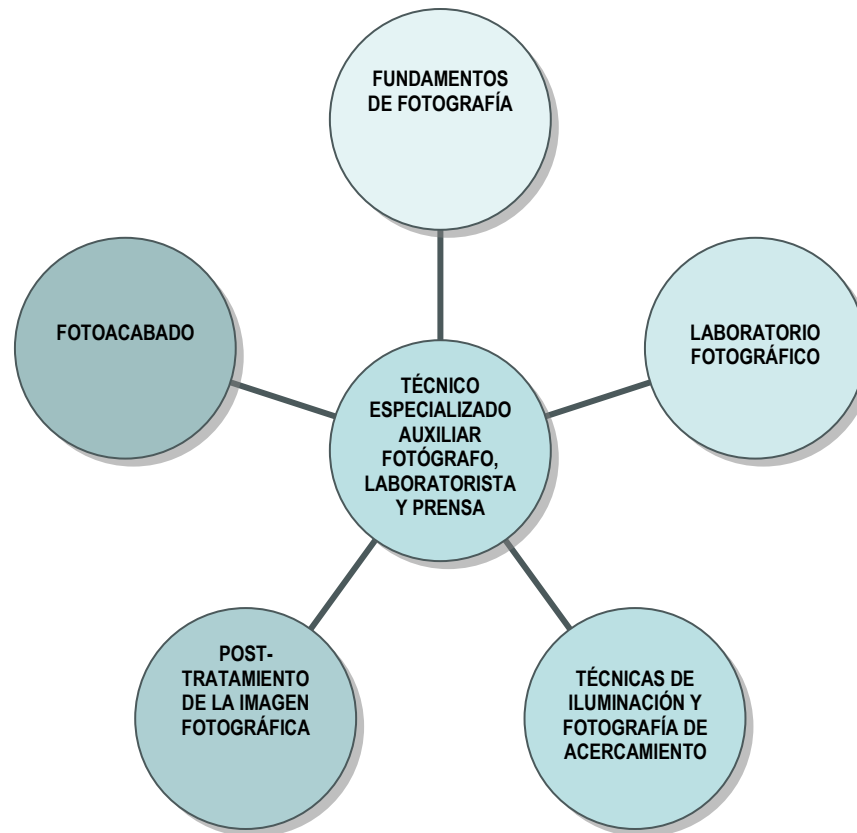 FUNDAMENTOS
DE FOTOGRAFÍA
FOTOACABADO
LABORATORIO
FOTOGRÁFICO
TÉCNICO
ESPECIALIZADO
AUXILIAR
FOTÓGRAFO,
LABORATORISTA
Y PRENSA
POST-
TRATAMIENTO
DE LA IMAGEN
FOTOGRÁFICA
TÉCNICAS DE
ILUMINACIÓN Y
FOTOGRAFÍA DE
ACERCAMIENTO